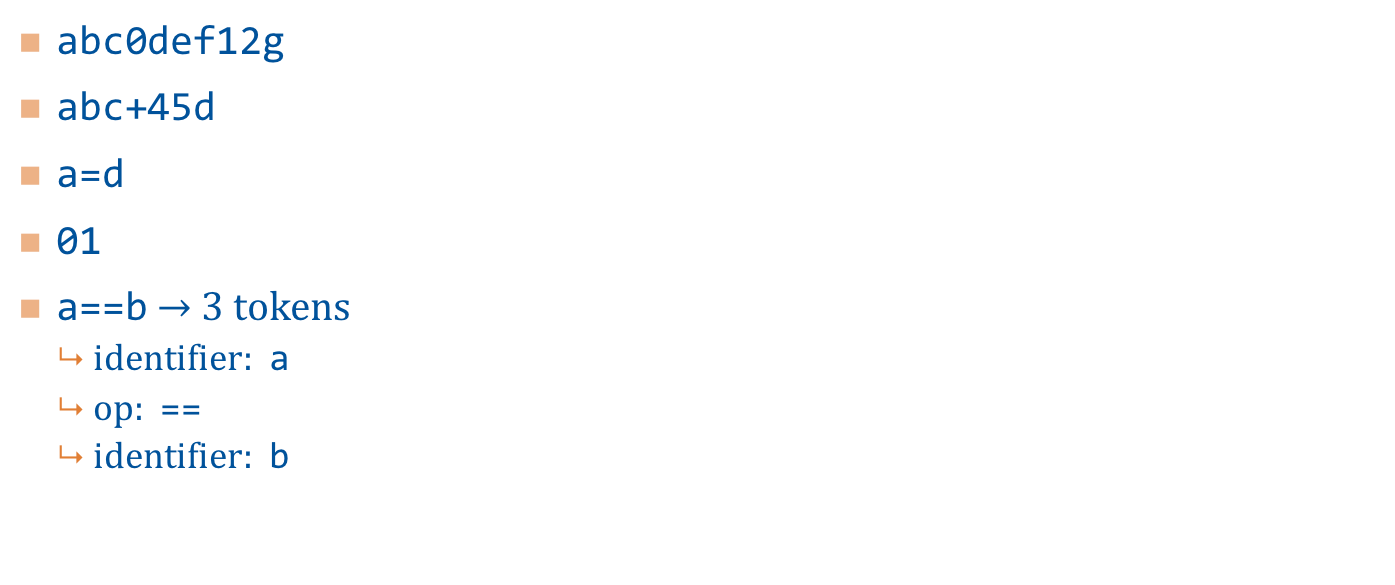 ■ abc0def12g
■ abc+45d
■ a=d
■ 01
■ a==b → 3 tokens
↳ identifier: a
↳ op: ==
↳ identifier: b